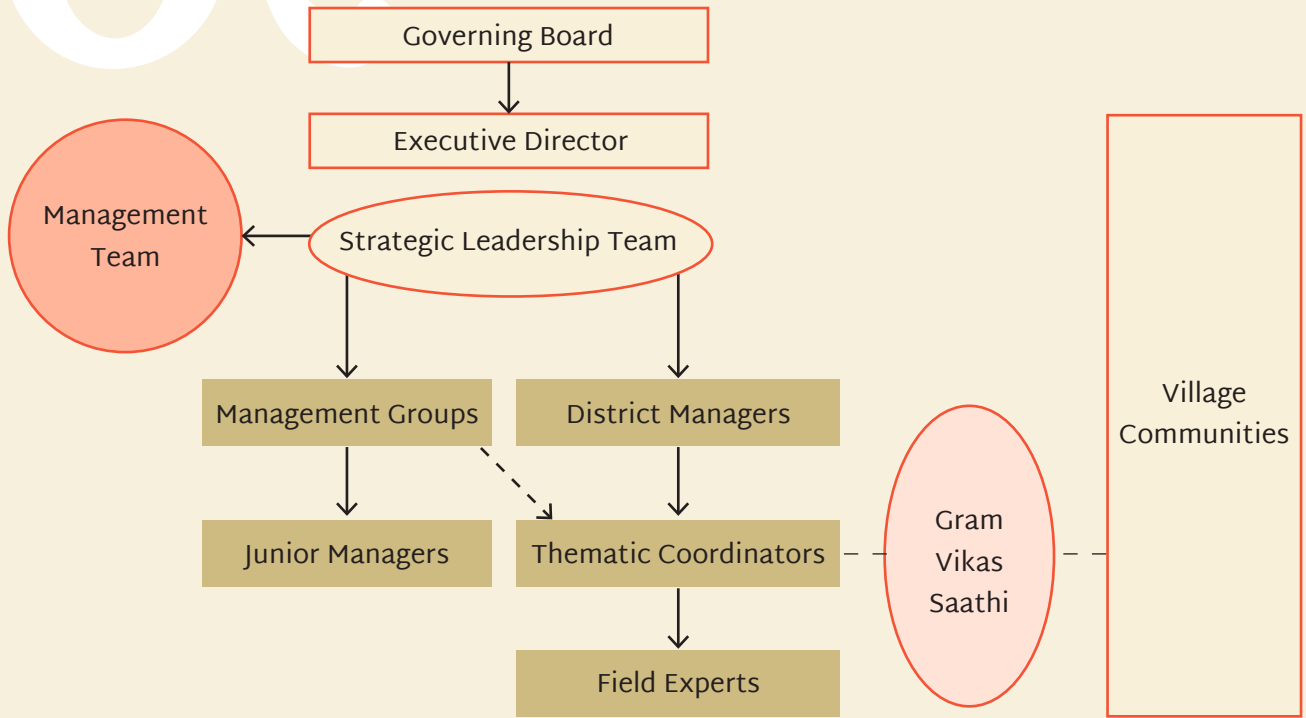 Governing Board
Executive Director
Management
Team
Strategic Leadership Team
Management Groups
District Managers
Village
Communities
Junior Managers
Thematic Coordinators
Gram
Vikas
Saathi
Field Experts